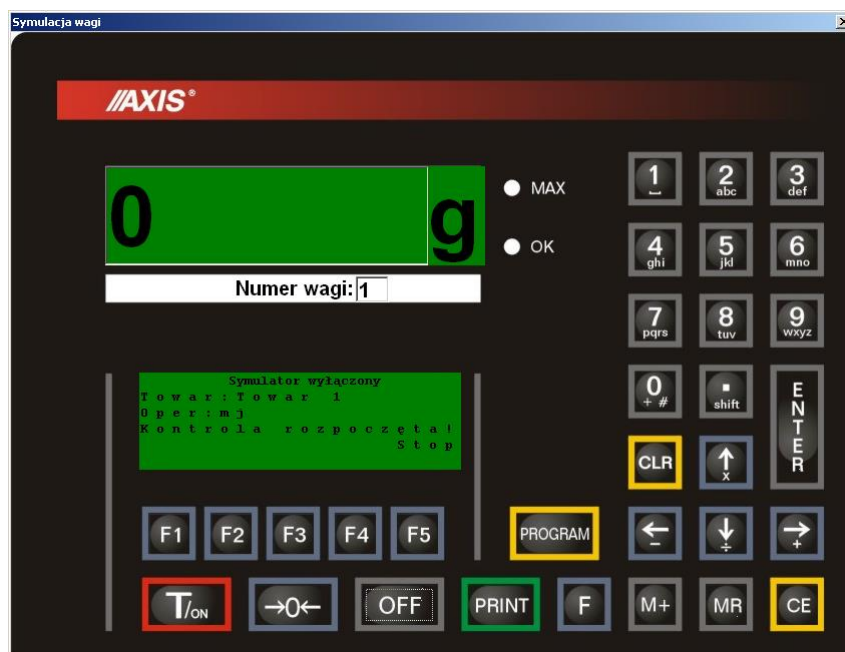 Symulacja wagi
//AXIS®
0 g
MAX
OK
Numer wagi: 1
Symulator wyłączony
Towar:Towar 1
Oper:mj
Kontrola rozpoczęta!
Stop
1
2 abc
3 def
4 ghi
5 jkl
6 mno
7 pqrs
8 tuv
9 wxyz
0 + #
. shift
ENTER
CLR
↑ x
F1 F2 F3 F4 F5
PROGRAM
← −
↓ ÷
→ +
T/ON
→0←
OFF
PRINT
F
M+
MR
CE